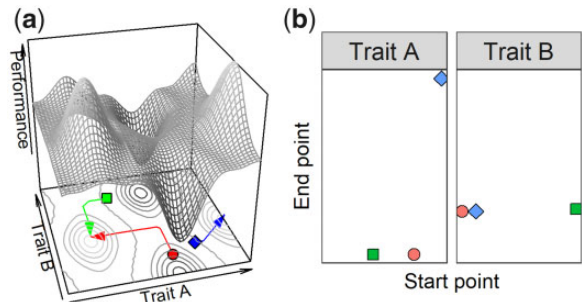 (a)
Performance
Trait B
Trait A
(b)
Trait A
Trait B
End point
Start point